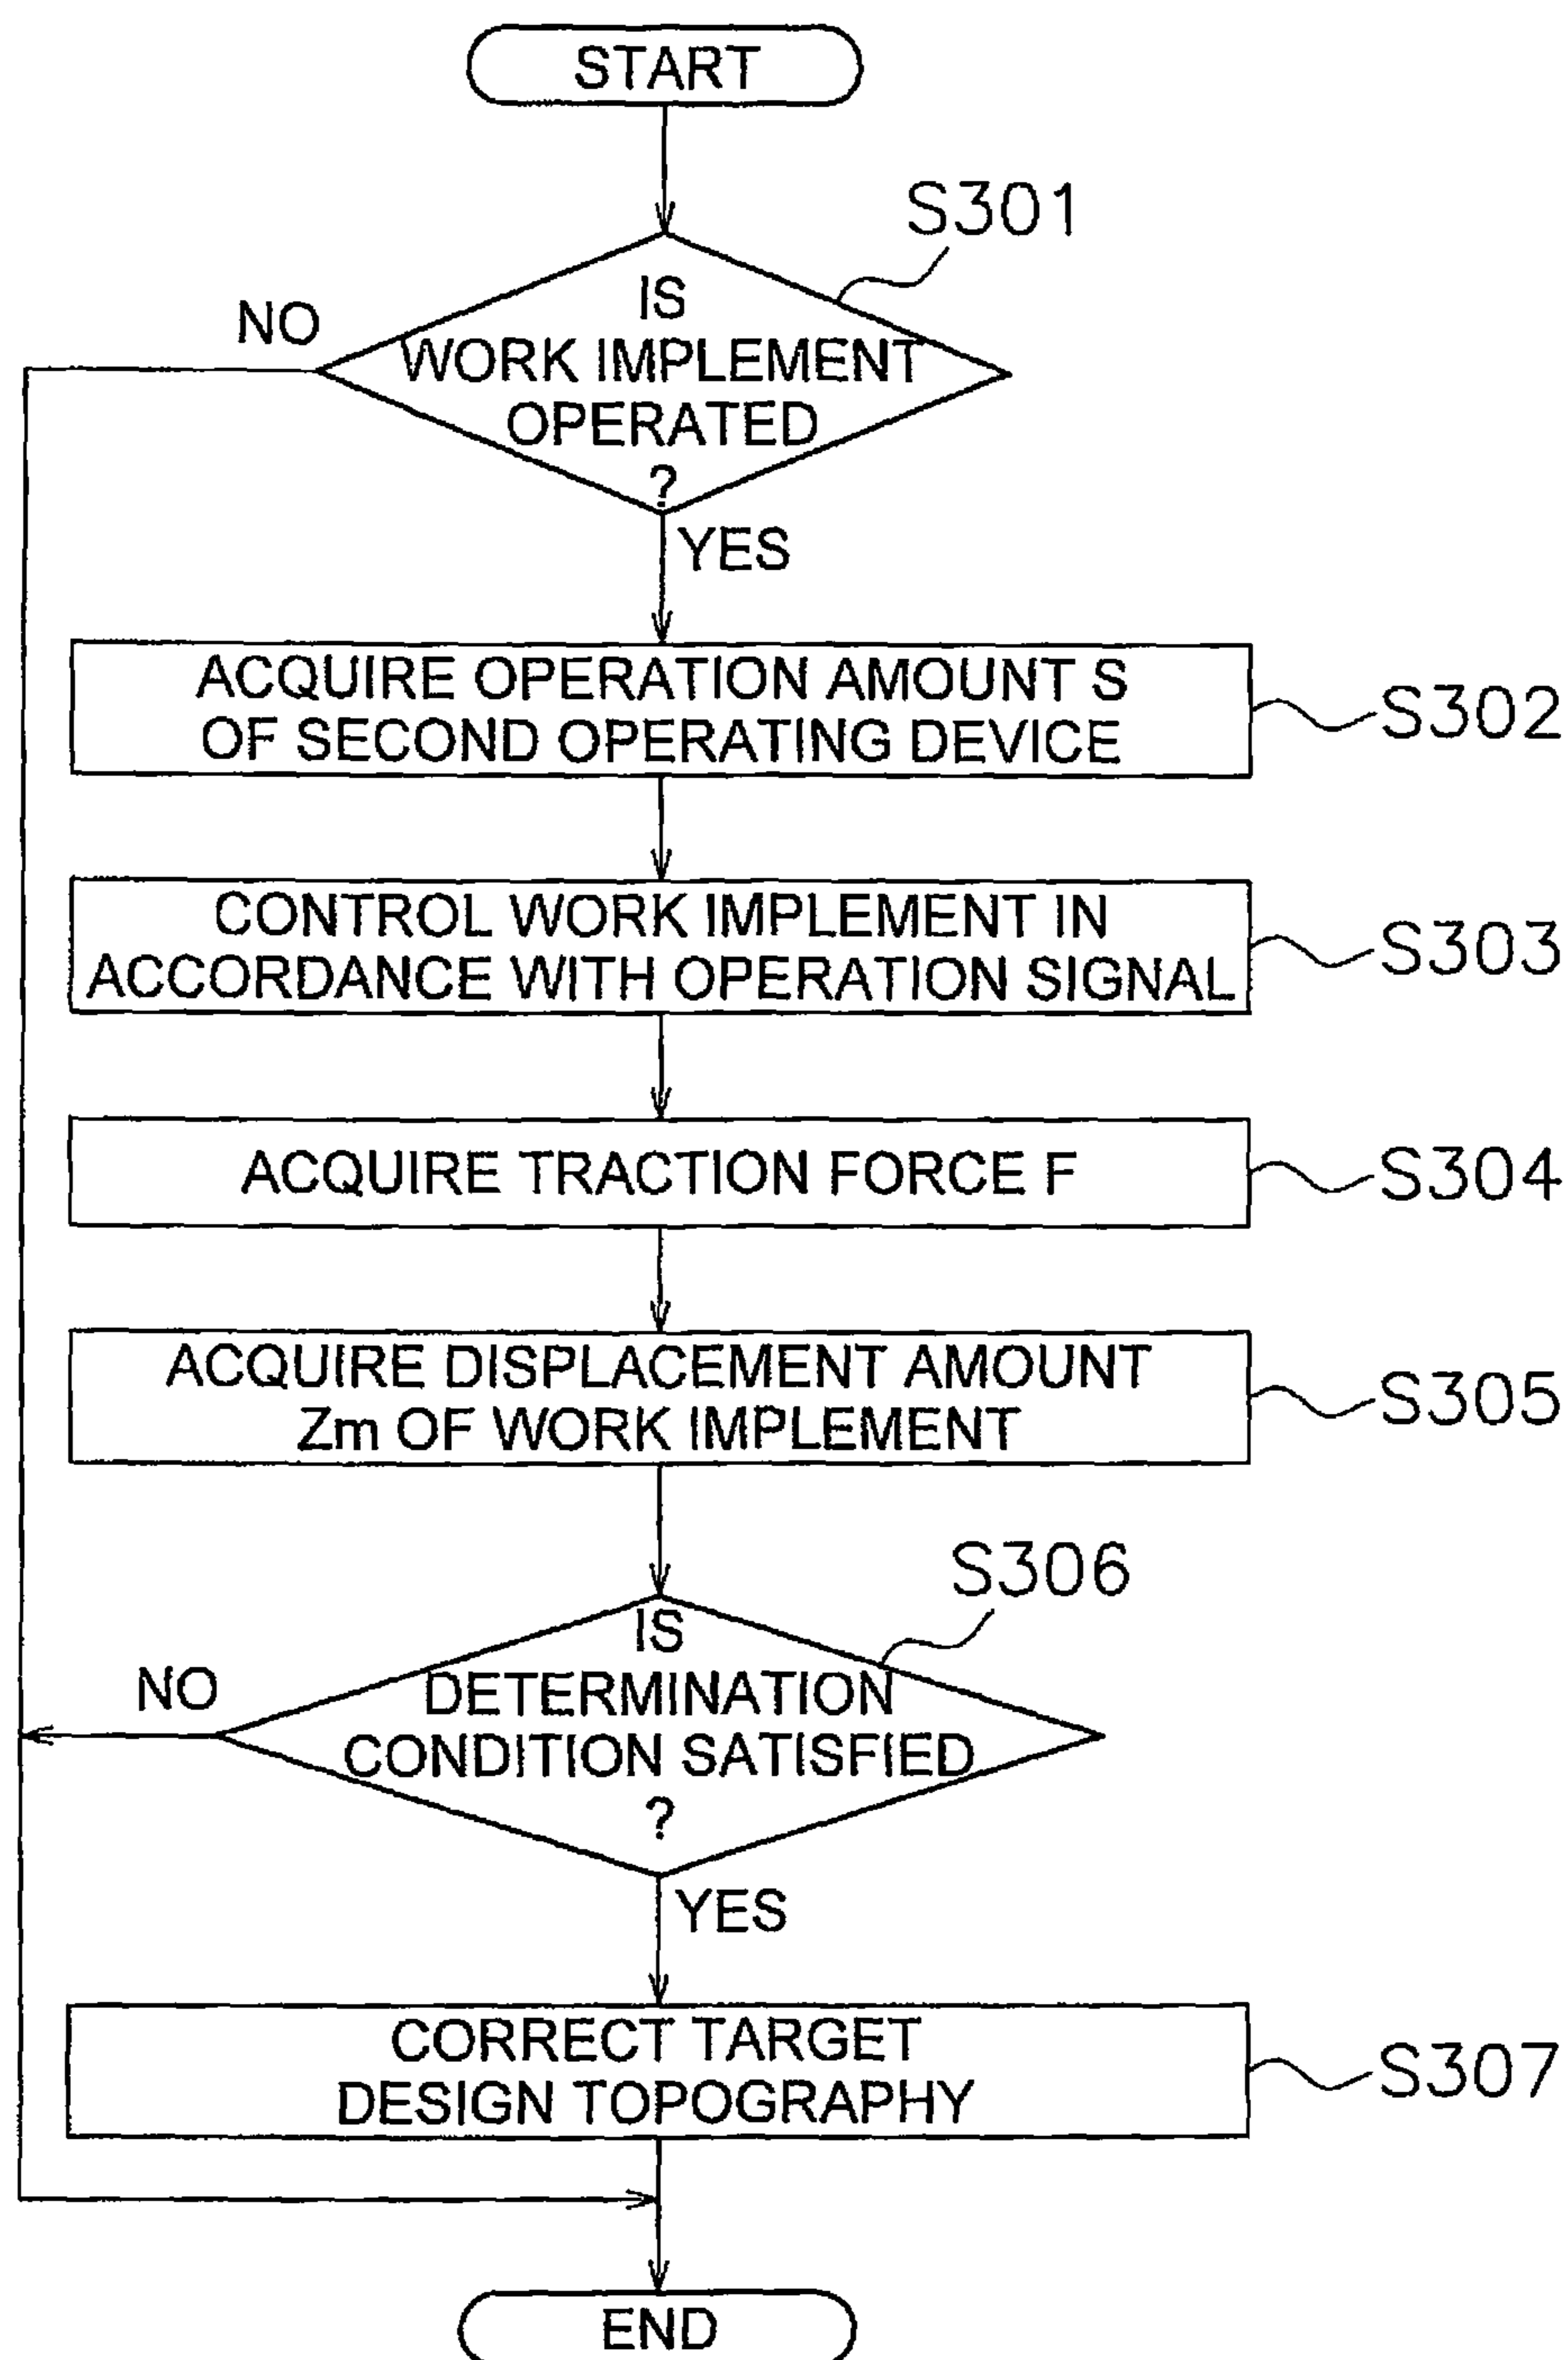 START
S301
IS
NO
WORK IMPLEMENT
OPERATED
?
YES
ACQUIRE OPERATION AMOUNT S
OF SECOND OPERATING DEVICE
S302
CONTROL WORK IMPLEMENT IN
ACCORDANCE WITH OPERATION SIGNAL
S303
ACQUIRE TRACTION FORCE F
S304
ACQUIRE DISPLACEMENT AMOUNT
Zm OF WORK IMPLEMENT
S305
S306
IS
NO
DETERMINATION
CONDITION SATISFIED
?
YES
CORRECT TARGET
DESIGN TOPOGRAPHY
S307
END